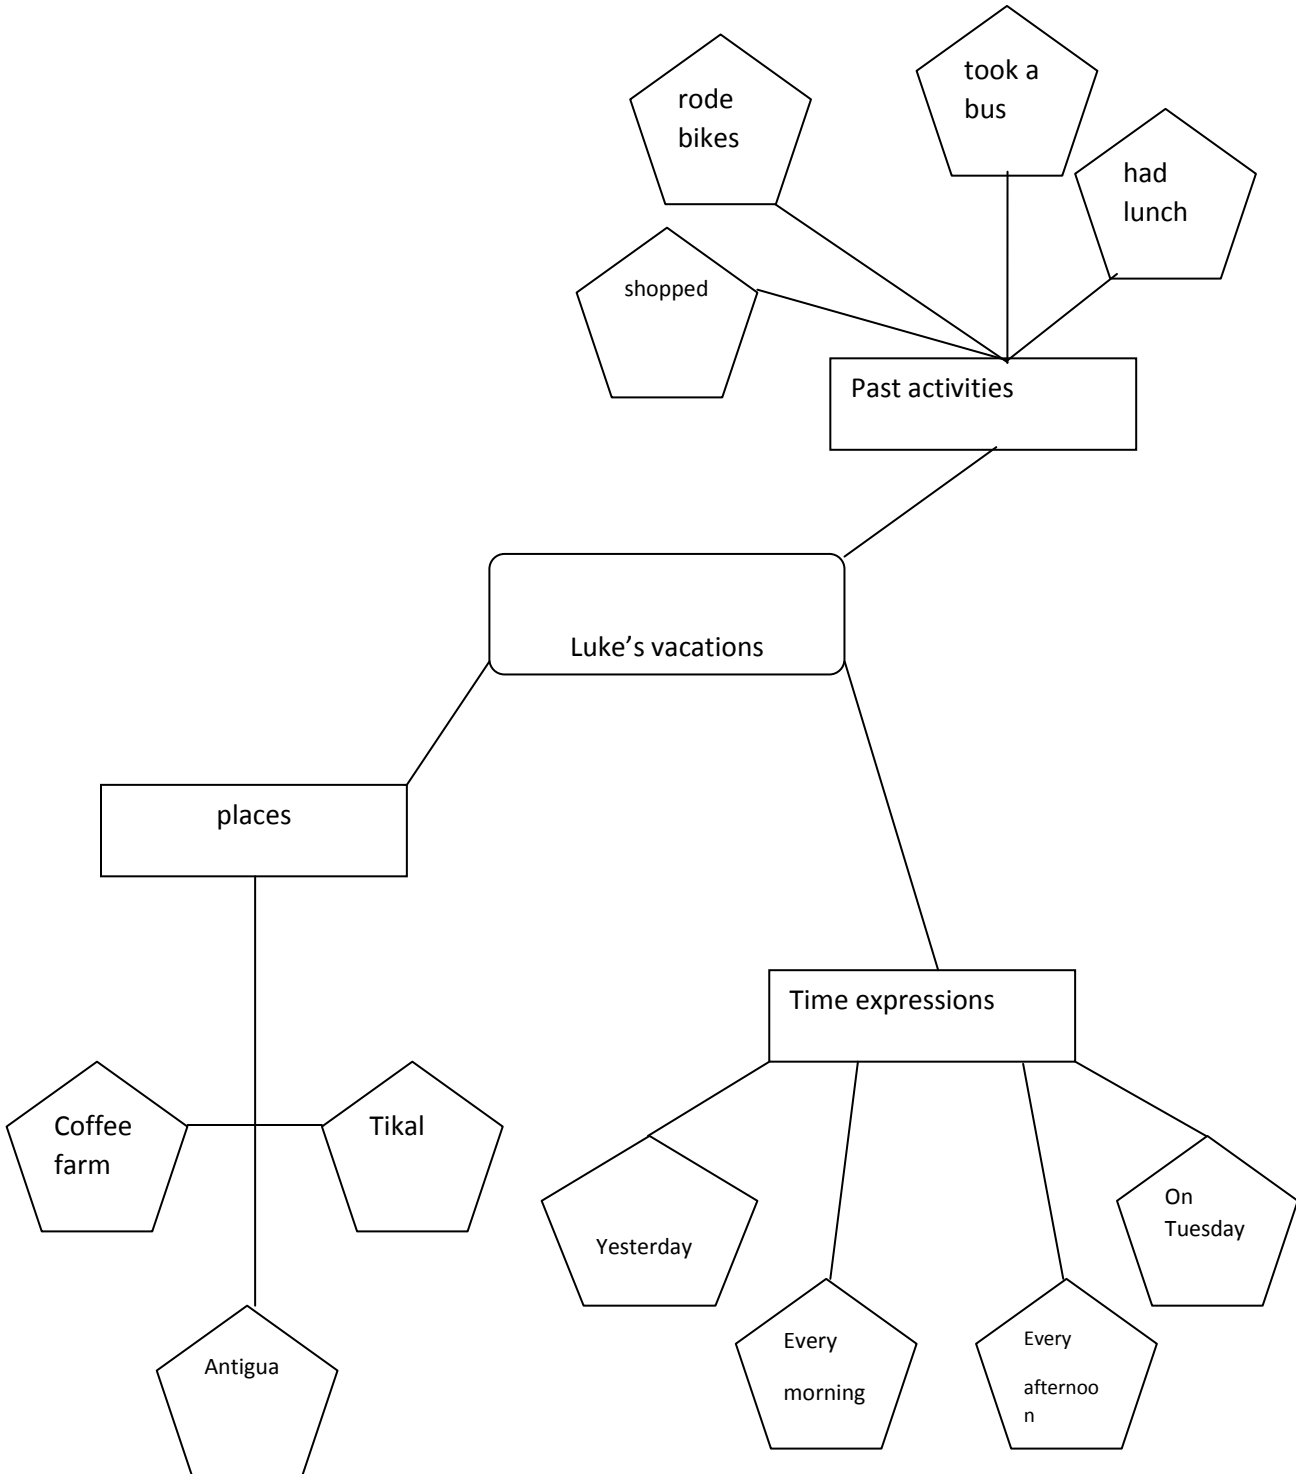 took a
bus
rode
bikes
had
lunch
shopped
Past activities
Luke’s vacations
places
Time expressions
Coffee
farm
Tikal
On
Tuesday
Yesterday
Every
morning
Every
afternoo
n
Antigua